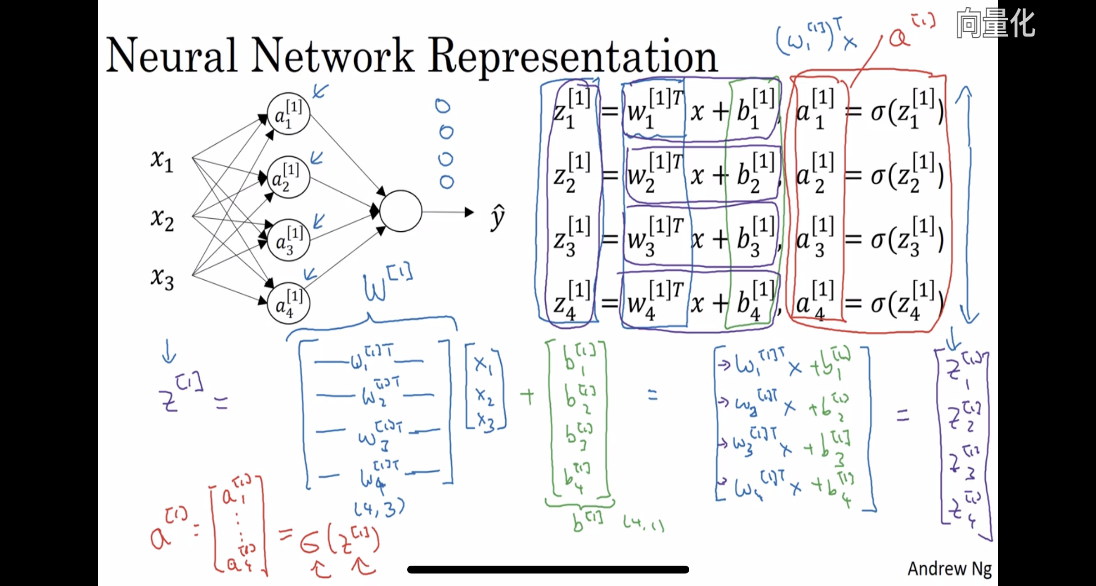 向量化
Neural Network Representation
(w₁^[1])^T x
a^[1]
x₁
x₂
x₃
a₁^[1]
a₂^[1]
a₃^[1]
a₄^[1]
ŷ
z₁^[1] = w₁^[1]T x + b₁^[1], a₁^[1] = σ(z₁^[1])
z₂^[1] = w₂^[1]T x + b₂^[1], a₂^[1] = σ(z₂^[1])
z₃^[1] = w₃^[1]T x + b₃^[1], a₃^[1] = σ(z₃^[1])
z₄^[1] = w₄^[1]T x + b₄^[1], a₄^[1] = σ(z₄^[1])
W^[1]
z^[1] =
w₁^[1]T
w₂^[1]T
w₃^[1]T
w₄^[1]T
(4,3)
x₁
x₂
x₃
+
b₁^[1]
b₂^[1]
b₃^[1]
b₄^[1]
b^[1] (4,1)
=
w₁^[1]T x + b₁^[1]
w₂^[1]T x + b₂^[1]
w₃^[1]T x + b₃^[1]
w₄^[1]T x + b₄^[1]
=
z₁^[1]
z₂^[1]
z₃^[1]
z₄^[1]
a^[1] = [a₁^[1] ⋮ a₄^[1]] = σ(z^[1])
Andrew Ng